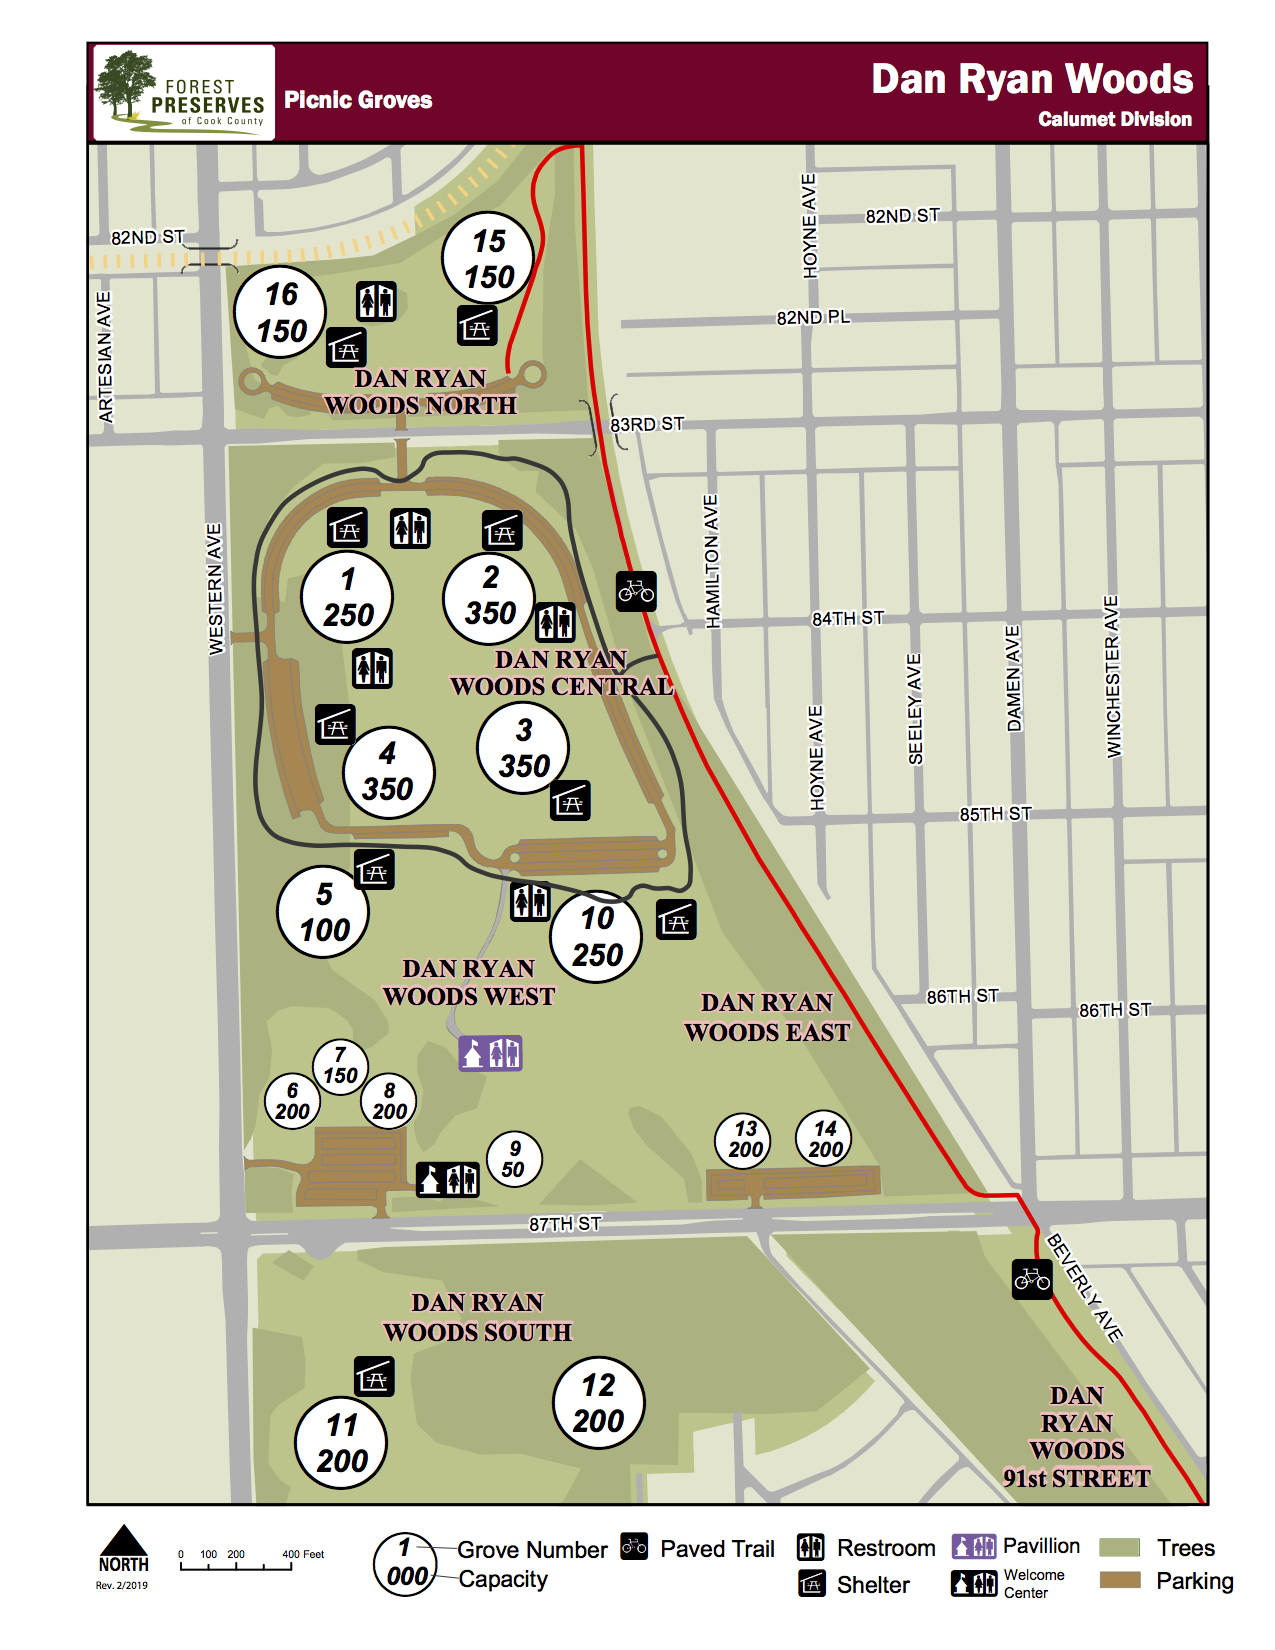 FOREST
PRESERVES
of Cook County
Picnic Groves
Dan Ryan Woods
Calumet Division
82ND ST
HOYNE AVE
82ND ST
15
150
16
150
ARTESIAN AVE
82ND PL
DAN RYAN
WOODS NORTH
83RD ST
WESTERN AVE
HAMILTON AVE
1
250
2
350
84TH ST
SEELEY AVE
DAMEN AVE
WINCHESTER AVE
DAN RYAN
WOODS CENTRAL
HOYNE AVE
3
350
4
350
85TH ST
5
100
10
250
DAN RYAN
WOODS WEST
DAN RYAN
WOODS EAST
86TH ST
86TH ST
7
150
6
200
8
200
9
50
13
200
14
200
87TH ST
BEVERLY AVE
DAN RYAN
WOODS SOUTH
12
200
11
200
DAN
RYAN
WOODS
91st STREET
NORTH
Rev. 2/2019
0 100 200 400 Feet
1
000
Grove Number
Capacity
Paved Trail
Restroom
Shelter
Pavillion
Welcome
Center
Trees
Parking